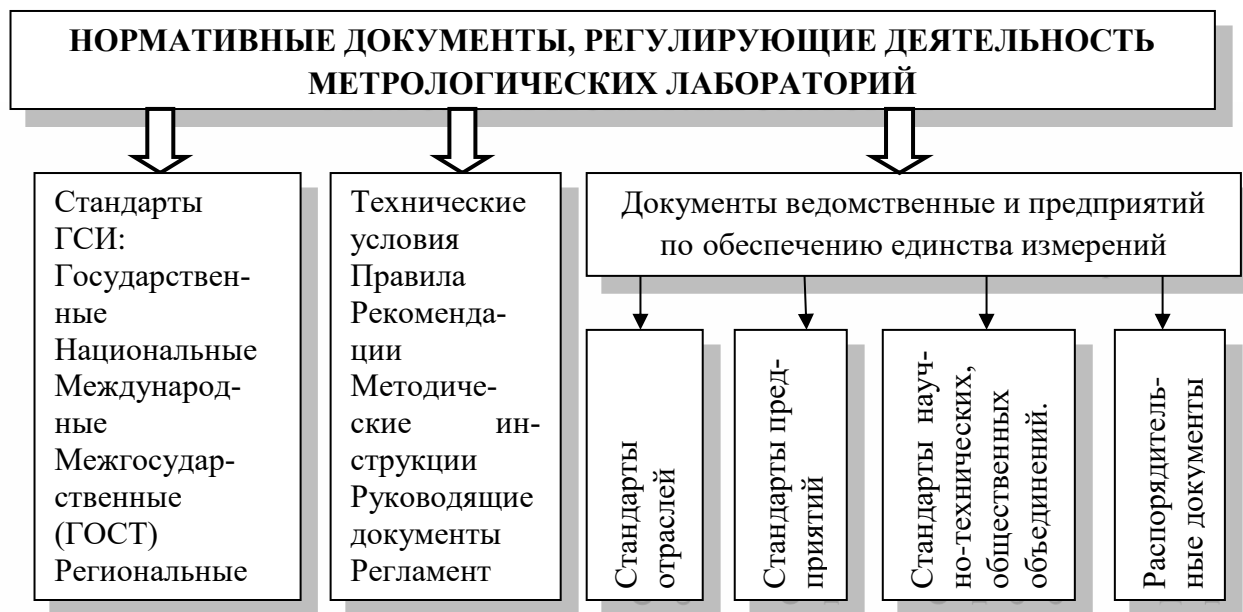 НОРМАТИВНЫЕ ДОКУМЕНТЫ, РЕГУЛИРУЮЩИЕ ДЕЯТЕЛЬНОСТЬ
МЕТРОЛОГИЧЕСКИХ ЛАБОРАТОРИЙ
Стандарты
ГСИ:
Государствен-
ные
Национальные
Международ-
ные
Межгосудар-
ственные
(ГОСТ)
Региональные
Технические
условия
Правила
Рекоменда-
ции
Методиче-
ские ин-
струкции
Руководящие
документы
Регламент
Документы ведомственные и предприятий
по обеспечению единства измерений
Стандарты
отраслей
Стандарты пред-
приятий
Стандарты науч-
но-технических,
общественных
объединений.
Распорядитель-
ные документы